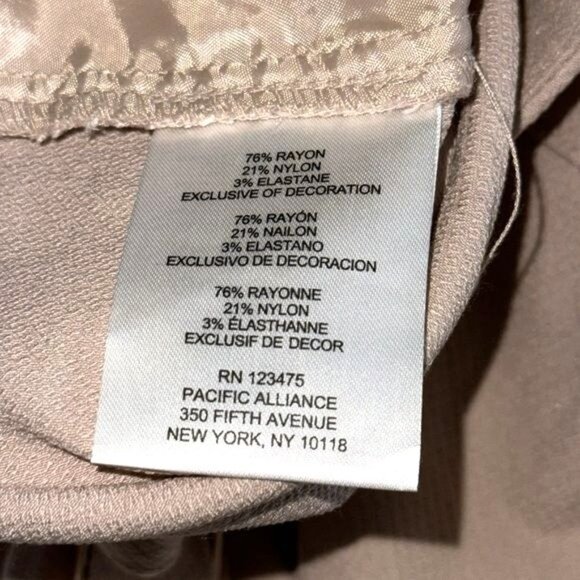 76% RAYON
21% NYLON
3% ELASTANE
EXCLUSIVE OF DECORATION
76% RAYÓN
21% NAILON
3% ELASTANO
EXCLUSIVO DE DECORACION
76% RAYONNE
21% NYLON
3% ÉLASTHANNE
EXCLUSIF DE DECOR
RN 123475
PACIFIC ALLIANCE
350 FIFTH AVENUE
NEW YORK, NY 10118